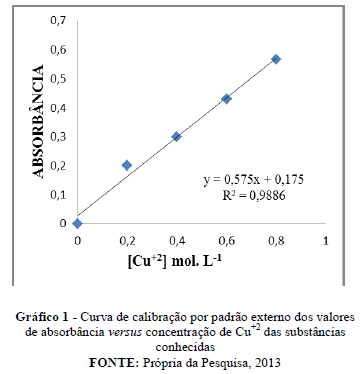 0,7
0,6
0,5
0,4
0,3
0,2
0,1
0
ABSORBÂNCIA
y = 0,575x + 0,175
R² = 0,9886
0 0,2 0,4 0,6 0,8 1
[Cu⁺²] mol. L⁻¹
Gráfico 1 - Curva de calibração por padrão externo dos valores
de absorbância versus concentração de Cu⁺² das substâncias
conhecidas
FONTE: Própria da Pesquisa, 2013